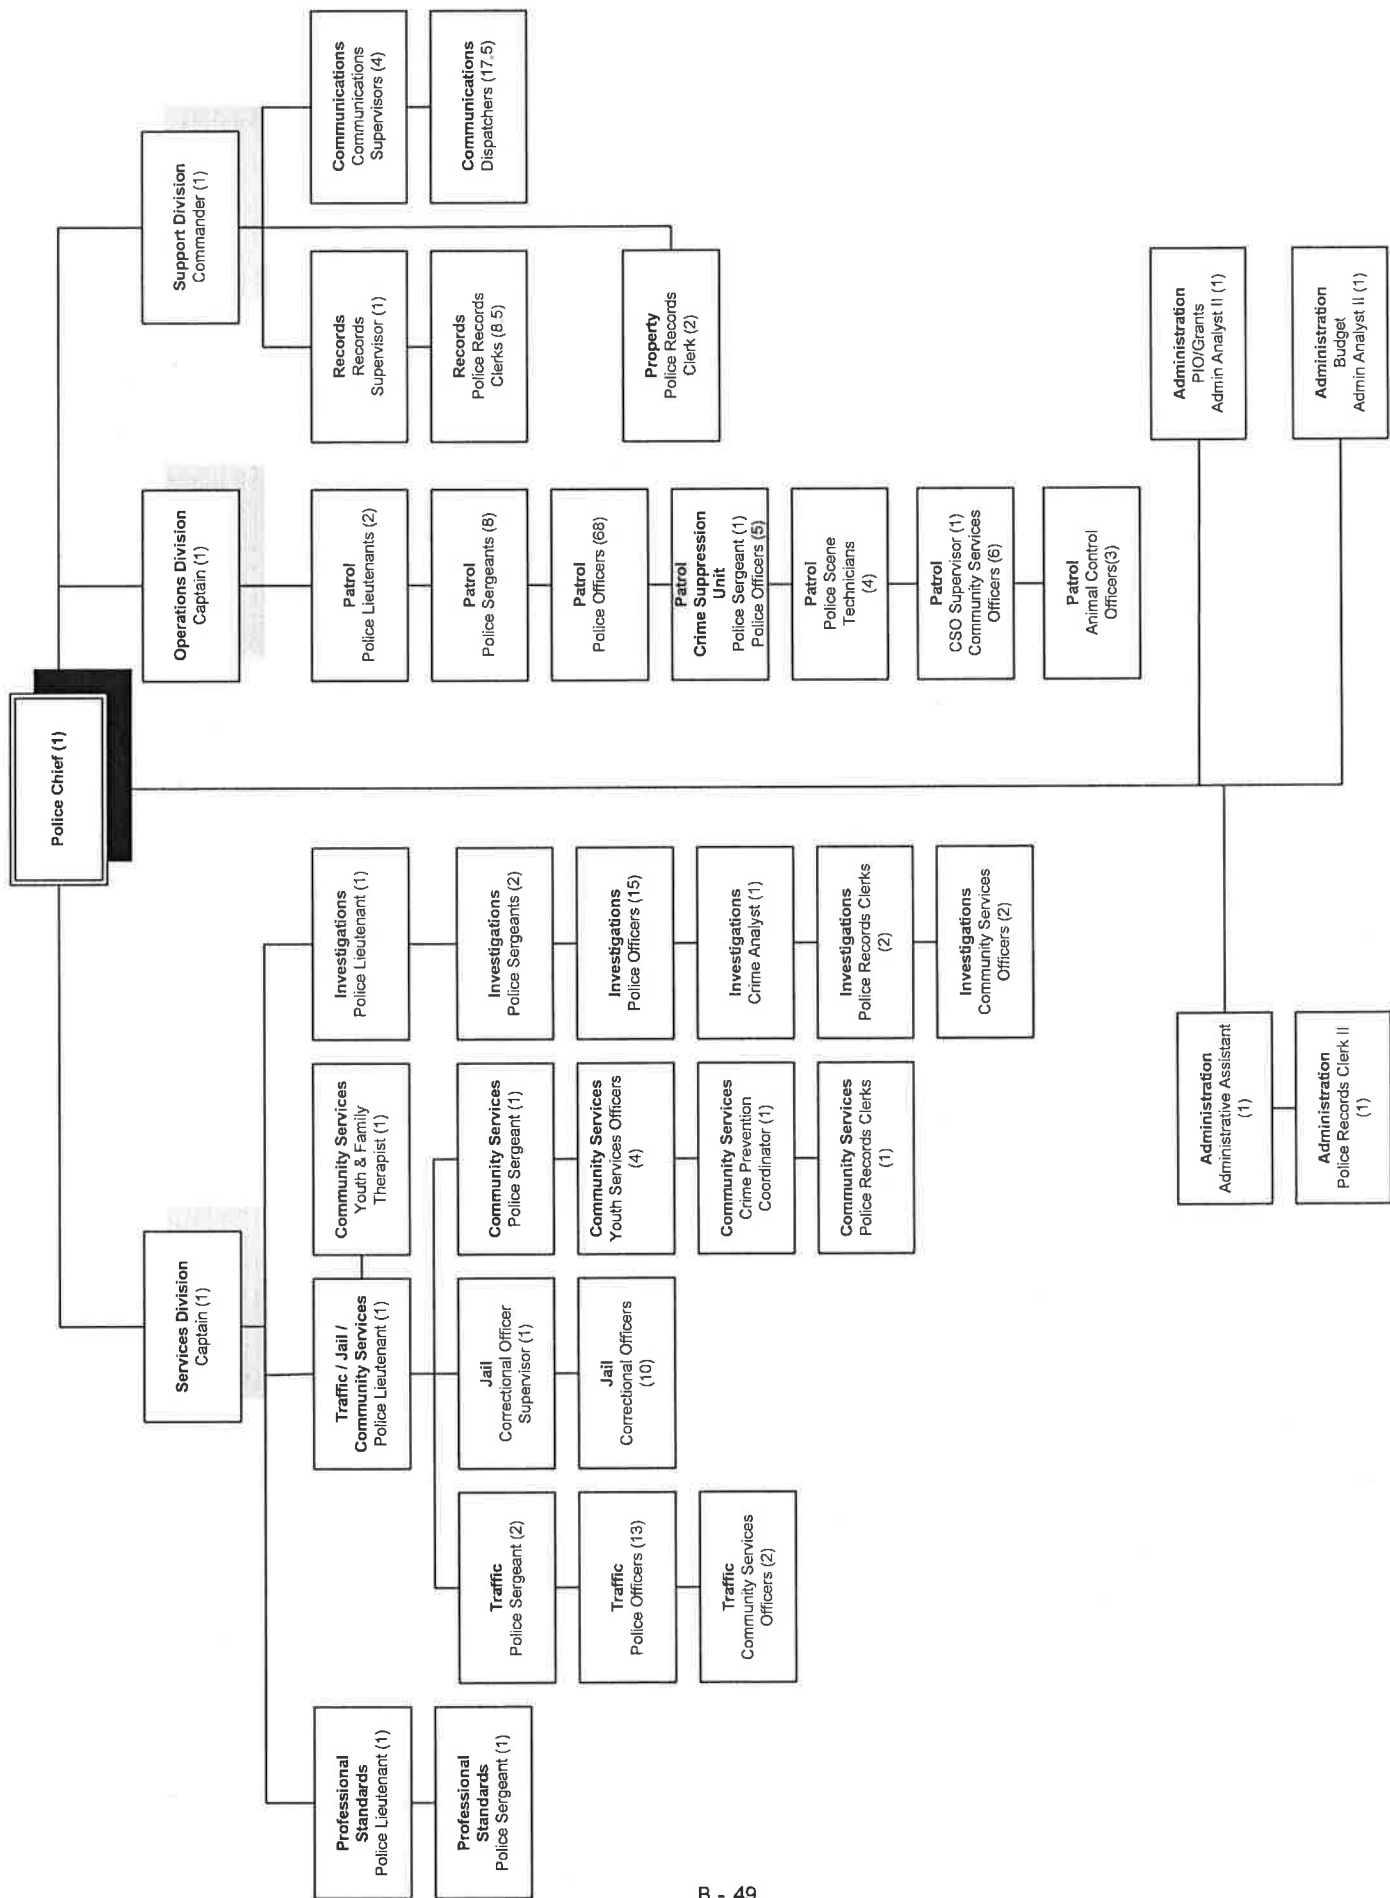 Police Chief (1)
Services Division
Captain (1)
Operations Division
Captain (1)
Support Division
Commander (1)
Professional
Standards
Police Lieutenant (1)
Professional
Standards
Police Sergeant (1)
Traffic / Jail /
Community Services
Police Lieutenant (1)
Community Services
Youth & Family
Therapist (1)
Traffic
Police Sergeant (2)
Traffic
Police Officers (13)
Traffic
Community Services
Officers (2)
Jail
Correctional Officer
Supervisor (1)
Jail
Correctional Officers
(10)
Community Services
Police Sergeant (1)
Community Services
Youth Services Officers
(4)
Community Services
Crime Prevention
Coordinator (1)
Community Services
Police Records Clerks
(1)
Investigations
Police Lieutenant (1)
Investigations
Police Sergeants (2)
Investigations
Police Officers (15)
Investigations
Crime Analyst (1)
Investigations
Police Records Clerks
(2)
Investigations
Community Services
Officers (2)
Patrol
Police Lieutenants (2)
Patrol
Police Sergeants (8)
Patrol
Police Officers (68)
Patrol
Crime Suppression
Unit
Police Sergeant (1)
Police Officers (5)
Patrol
Police Scene
Technicians
(4)
Patrol
CSO Supervisor (1)
Community Services
Officers (6)
Patrol
Animal Control
Officers(3)
Records
Records
Supervisor (1)
Records
Police Records
Clerks (8.5)
Communications
Communications
Supervisors (4)
Communications
Dispatchers (17.5)
Property
Police Records
Clerk (2)
Administration
Administrative Assistant
(1)
Administration
Police Records Clerk II
(1)
Administration
PIO/Grants
Admin Analyst II (1)
Administration
Budget
Admin Analyst II (1)
B - 49